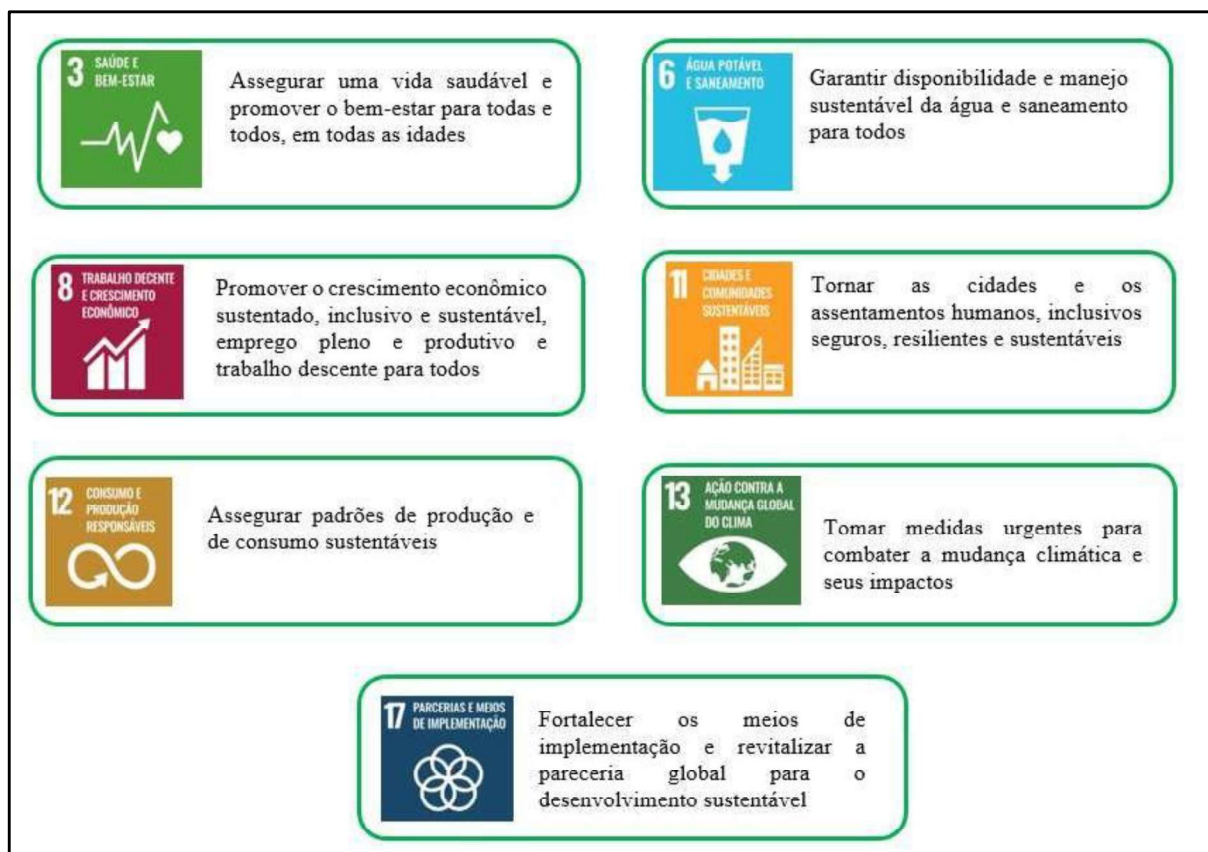 3 SAÚDE E
BEM-ESTAR
Assegurar uma vida saudável e
promover o bem-estar para todas e
todos, em todas as idades
6 ÁGUA POTÁVEL
E SANEAMENTO
Garantir disponibilidade e manejo
sustentável da água e saneamento
para todos
8 TRABALHO DECENTE
E CRESCIMENTO
ECONÔMICO
Promover o crescimento econômico
sustentado, inclusivo e sustentável,
emprego pleno e produtivo e
trabalho descente para todos
11 CIDADES E
COMUNIDADES
SUSTENTÁVEIS
Tornar as cidades e os
assentamentos humanos, inclusivos
seguros, resilientes e sustentáveis
12 CONSUMO E
PRODUÇÃO
RESPONSÁVEIS
Assegurar padrões de produção e
de consumo sustentáveis
13 AÇÃO CONTRA A
MUDANÇA GLOBAL
DO CLIMA
Tomar medidas urgentes para
combater a mudança climática e
seus impactos
17 PARCERIAS E MEIOS
DE IMPLEMENTAÇÃO
Fortalecer os meios de
implementação e revitalizar a
pareceria global para o
desenvolvimento sustentável